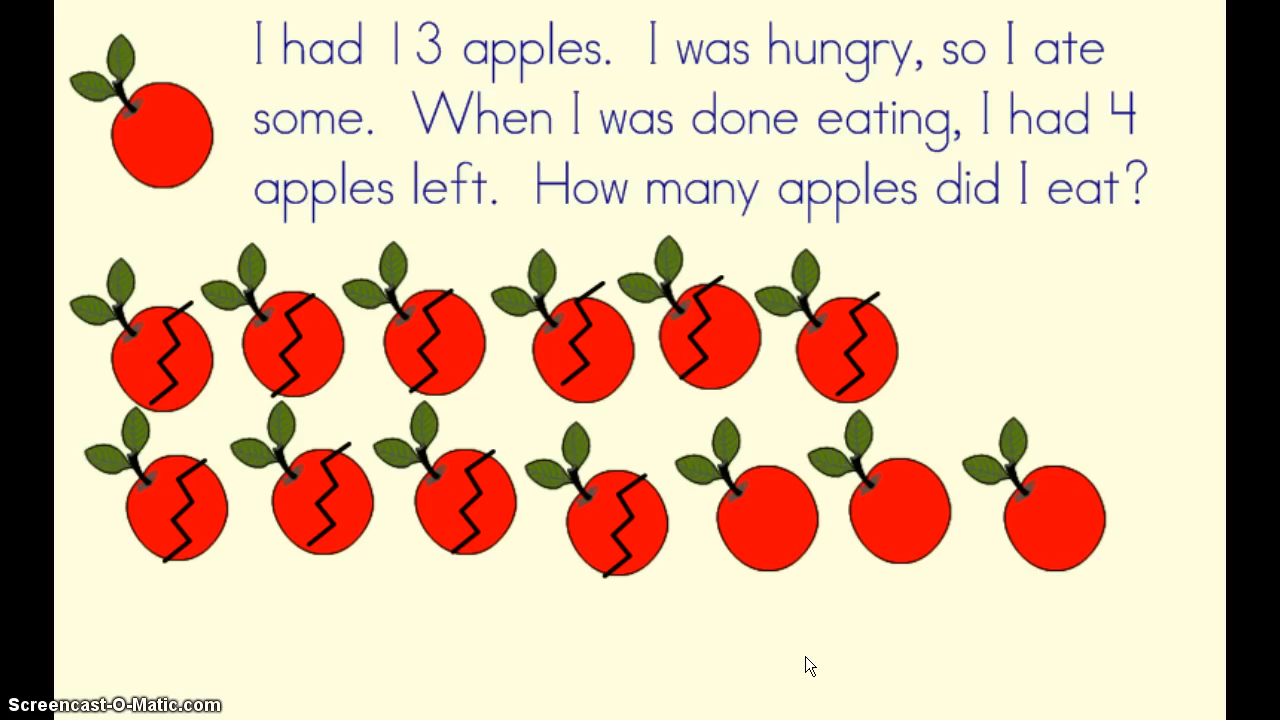 I had 13 apples. I was hungry, so I ate
some. When I was done eating, I had 4
apples left. How many apples did I eat?
Screencast-O-Matic.com